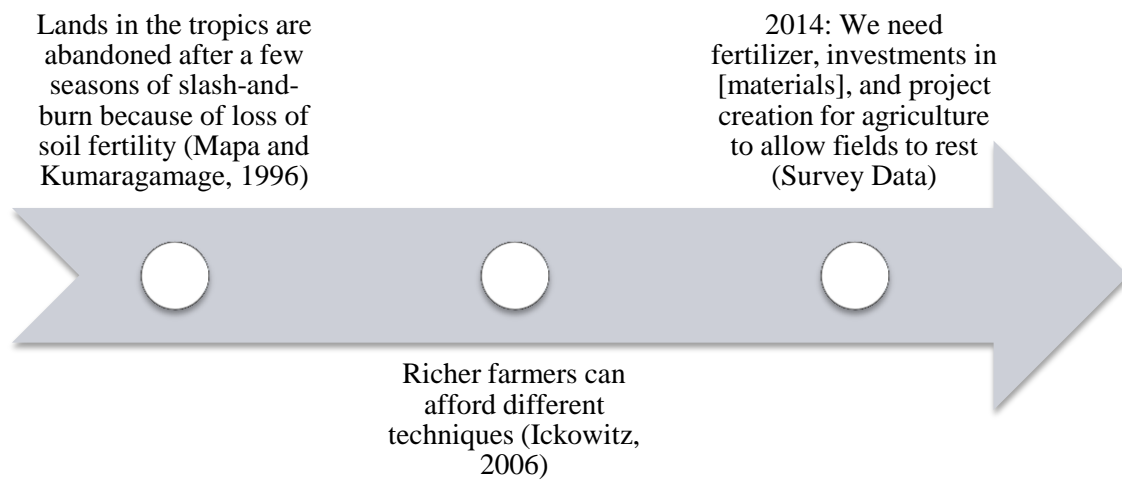 Lands in the tropics are
abandoned after a few
seasons of slash-and-
burn because of loss of
soil fertility (Mapa and
Kumaragamage, 1996)
Richer farmers can
afford different
techniques (Ickowitz,
2006)
2014: We need
fertilizer, investments in
[materials], and project
creation for agriculture
to allow fields to rest
(Survey Data)